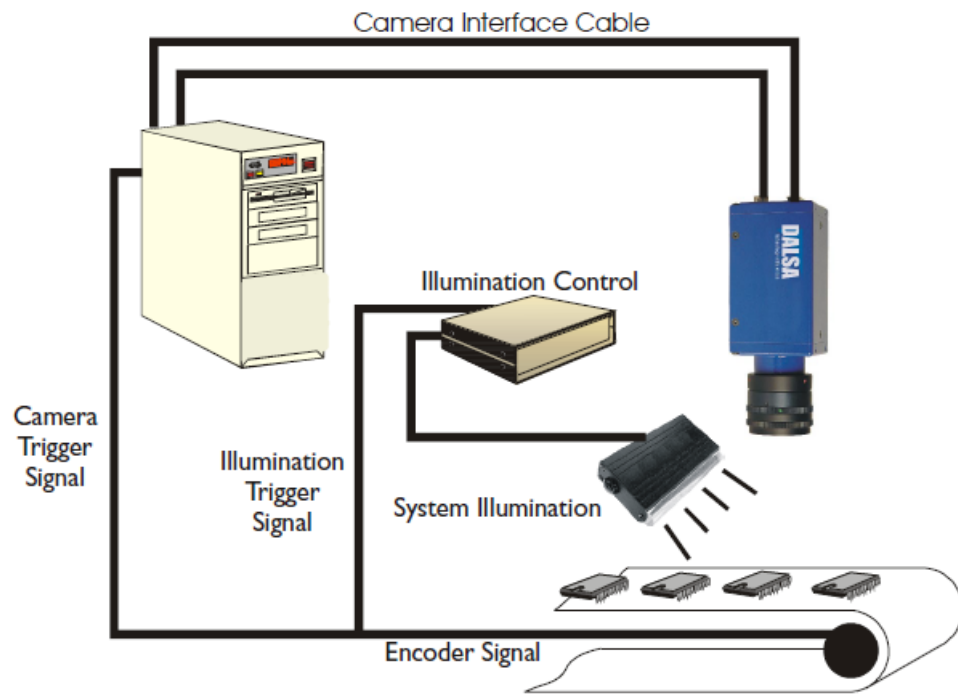 Camera Interface Cable
DALSA
Illumination Control
Camera
Trigger
Signal
Illumination
Trigger
Signal
System Illumination
Encoder Signal